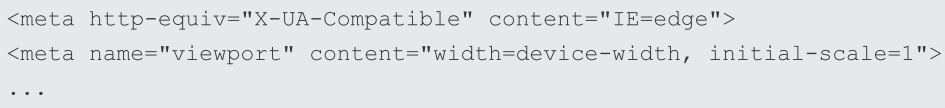 <meta http-equiv="X-UA-Compatible" content="IE=edge">
<meta name="viewport" content="width=device-width, initial-scale=1">
...